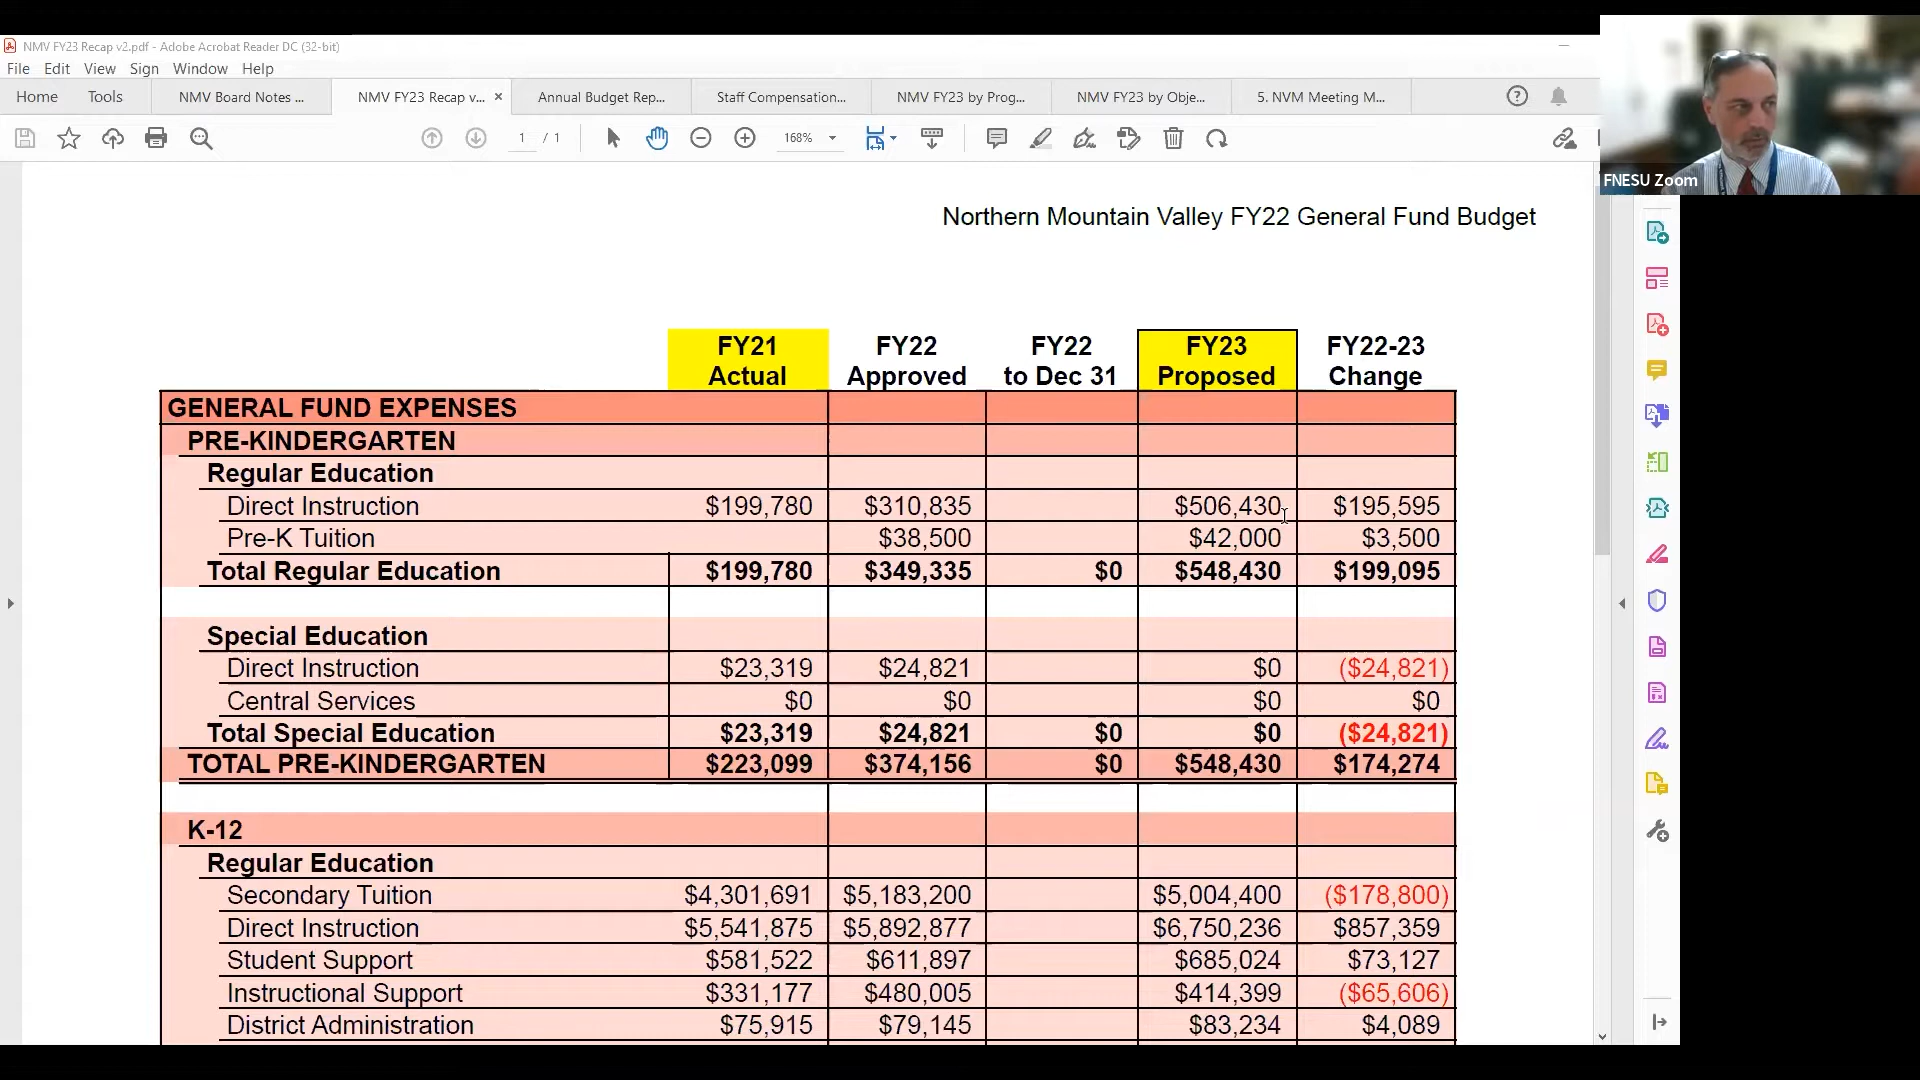 NMV FY23 Recap v2.pdf - Adobe Acrobat Reader DC (32-bit)
File Edit View Sign Window Help
Home Tools NMV Board Notes ... NMV FY23 Recap v... × Annual Budget Rep... Staff Compensation... NMV FY23 by Prog... NMV FY23 by Obje... 5. NVM Meeting M...
1 / 1 168%
FNESU Zoom
Northern Mountain Valley FY22 General Fund Budget
FY21 FY22 FY22 FY23 FY22-23
Actual Approved to Dec 31 Proposed Change
GENERAL FUND EXPENSES
PRE-KINDERGARTEN
Regular Education
Direct Instruction $199,780 $310,835 $506,430 $195,595
Pre-K Tuition $38,500 $42,000 $3,500
Total Regular Education $199,780 $349,335 $0 $548,430 $199,095
Special Education
Direct Instruction $23,319 $24,821 $0 ($24,821)
Central Services $0 $0 $0 $0
Total Special Education $23,319 $24,821 $0 $0 ($24,821)
TOTAL PRE-KINDERGARTEN $223,099 $374,156 $0 $548,430 $174,274
K-12
Regular Education
Secondary Tuition $4,301,691 $5,183,200 $5,004,400 ($178,800)
Direct Instruction $5,541,875 $5,892,877 $6,750,236 $857,359
Student Support $581,522 $611,897 $685,024 $73,127
Instructional Support $331,177 $480,005 $414,399 ($65,606)
District Administration $75,915 $79,145 $83,234 $4,089